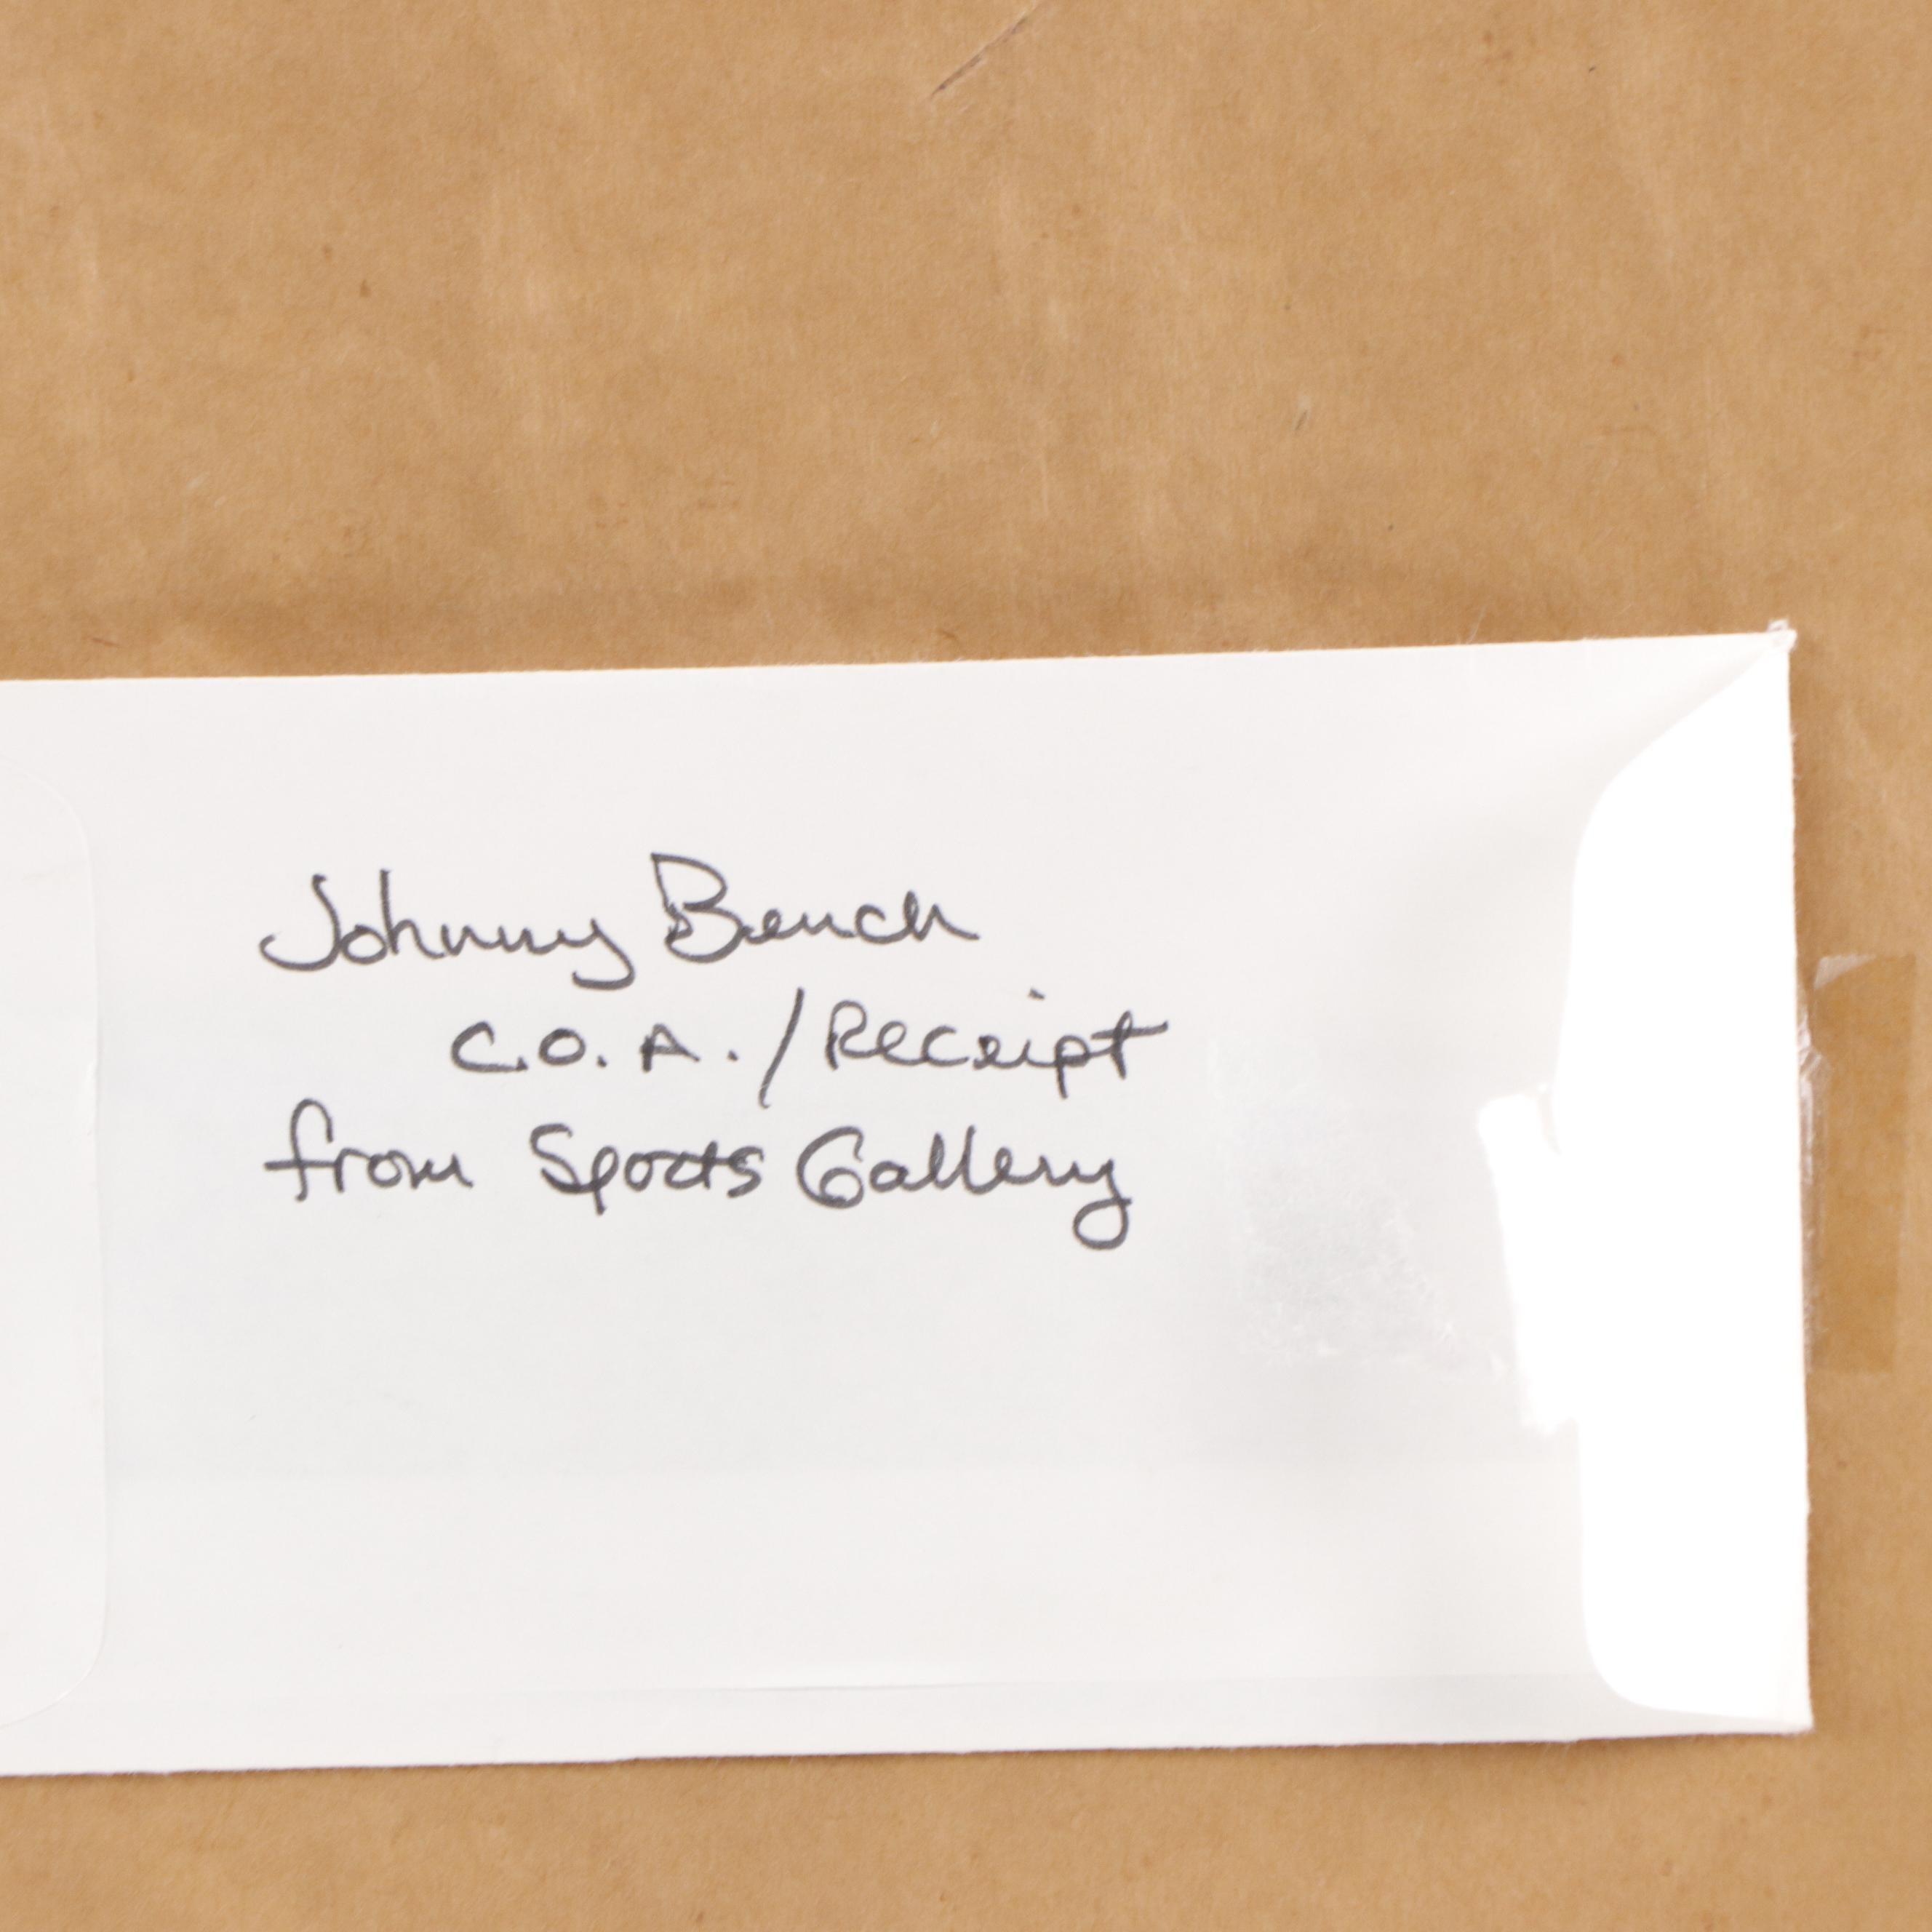 Johnny Bench
C.O.A./Receipt
from Sports Gallery